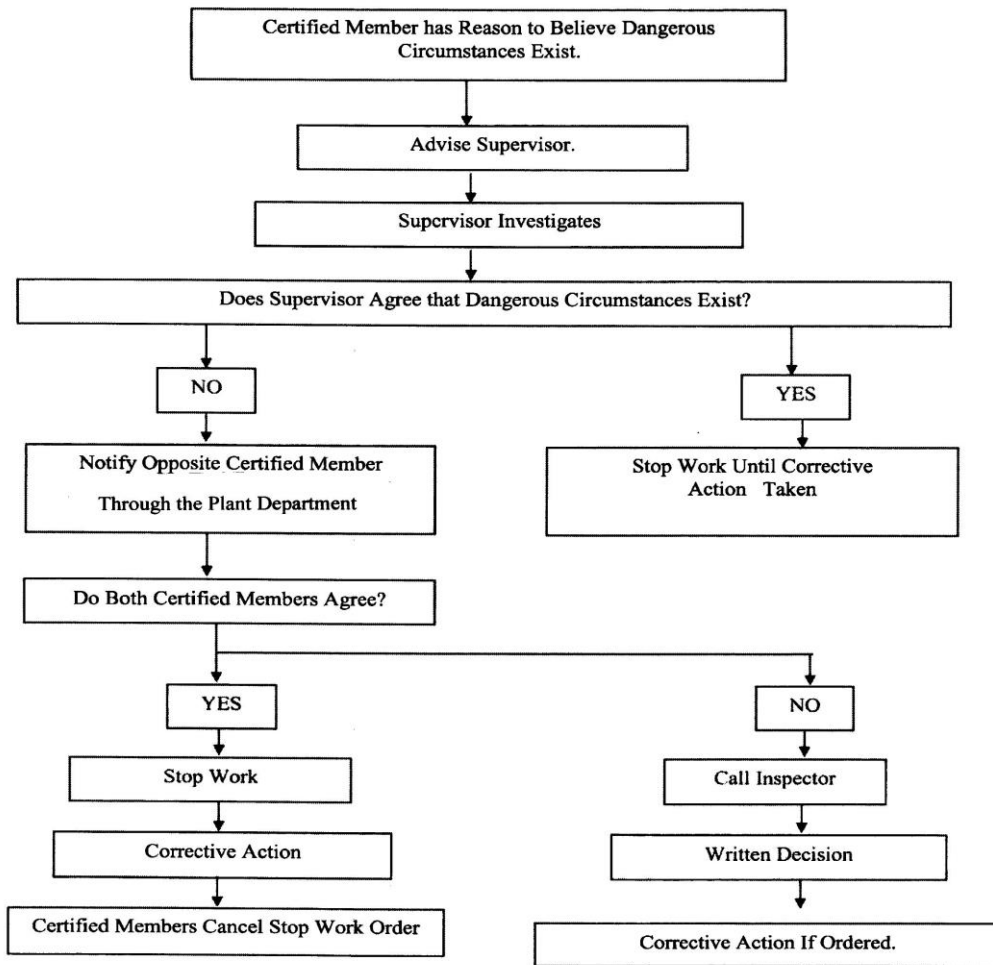 Certified Member has Reason to Believe Dangerous
Circumstances Exist.
Advise Supervisor.
Supervisor Investigates
Does Supervisor Agree that Dangerous Circumstances Exist?
NO
YES
Notify Opposite Certified Member
Through the Plant Department
Stop Work Until Corrective
Action Taken
Do Both Certified Members Agree?
YES
NO
Stop Work
Call Inspector
Corrective Action
Written Decision
Certified Members Cancel Stop Work Order
Corrective Action If Ordered.